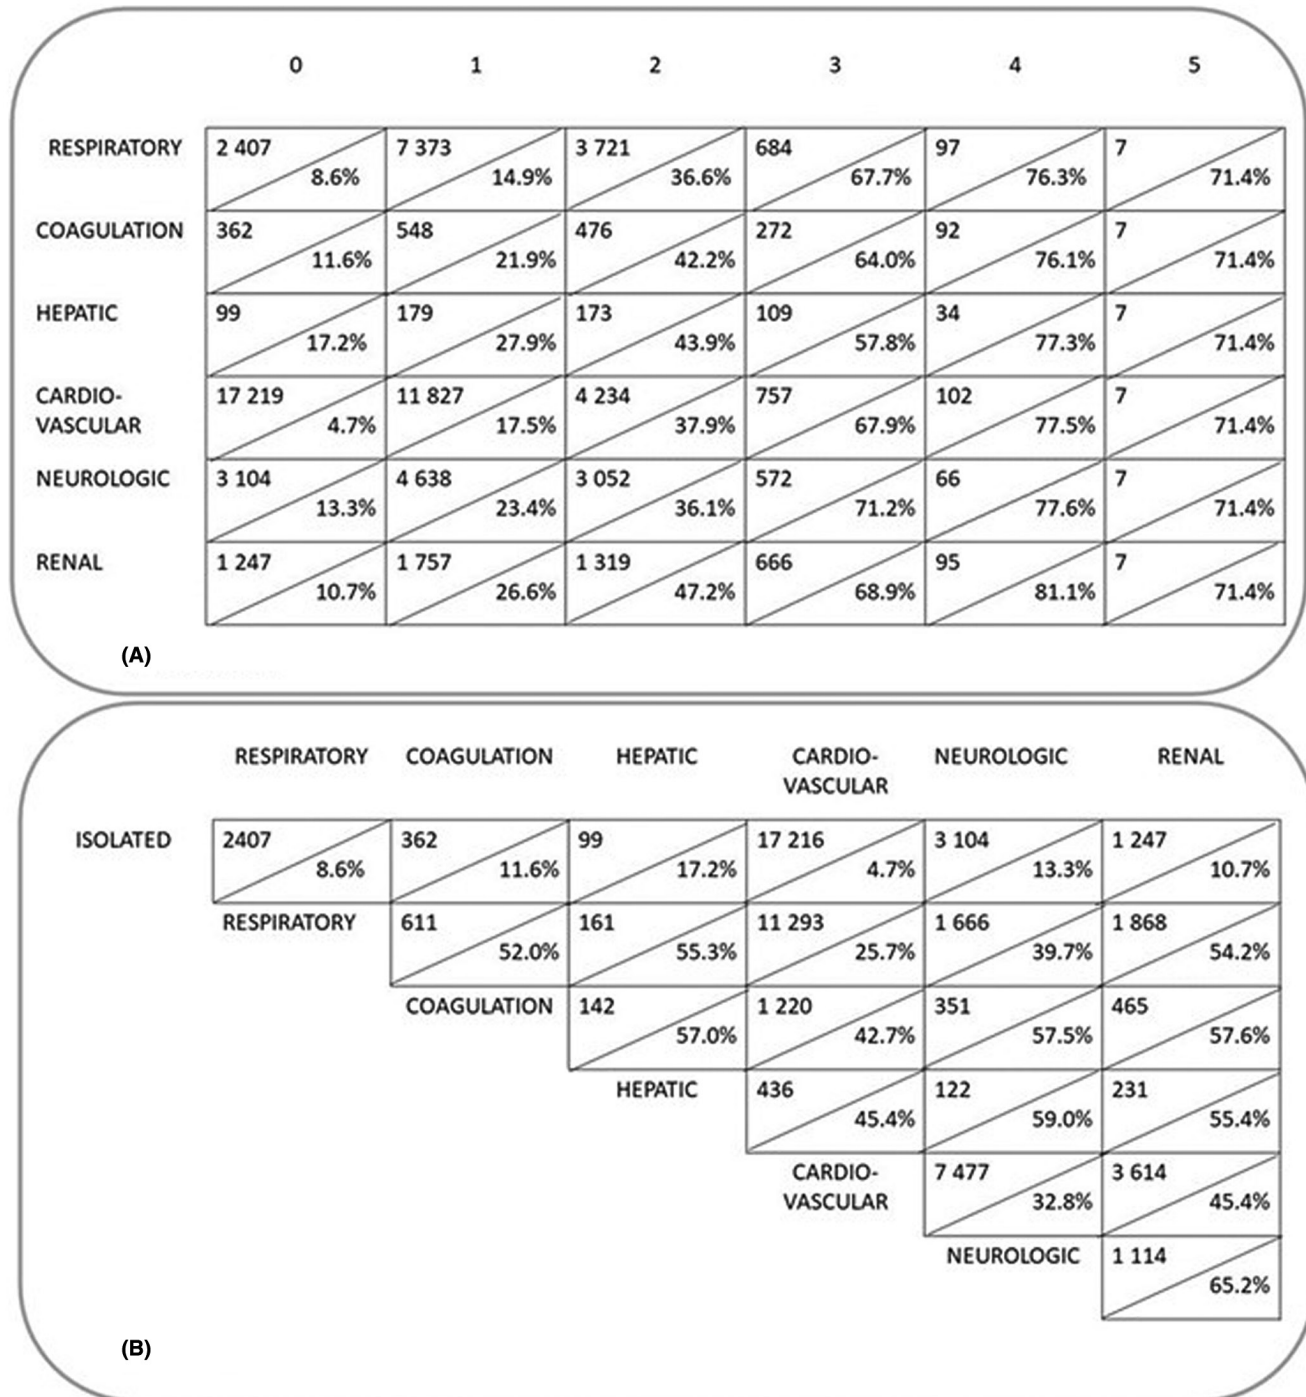 0 1 2 3 4 5
RESPIRATORY 2 407 8.6% 7 373 14.9% 3 721 36.6% 684 67.7% 97 76.3% 7 71.4%
COAGULATION 362 11.6% 548 21.9% 476 42.2% 272 64.0% 92 76.1% 7 71.4%
HEPATIC 99 17.2% 179 27.9% 173 43.9% 109 57.8% 34 77.3% 7 71.4%
CARDIO-
VASCULAR 17 219 4.7% 11 827 17.5% 4 234 37.9% 757 67.9% 102 77.5% 7 71.4%
NEUROLOGIC 3 104 13.3% 4 638 23.4% 3 052 36.1% 572 71.2% 66 77.6% 7 71.4%
RENAL 1 247 10.7% 1 757 26.6% 1 319 47.2% 666 68.9% 95 81.1% 7 71.4%
(A)
RESPIRATORY COAGULATION HEPATIC CARDIO-
VASCULAR NEUROLOGIC RENAL
ISOLATED 2407 8.6% 362 11.6% 99 17.2% 17 216 4.7% 3 104 13.3% 1 247 10.7%
RESPIRATORY 611 52.0% 161 55.3% 11 293 25.7% 1 666 39.7% 1 868 54.2%
COAGULATION 142 57.0% 1 220 42.7% 351 57.5% 465 57.6%
HEPATIC 436 45.4% 122 59.0% 231 55.4%
CARDIO-
VASCULAR 7 477 32.8% 3 614 45.4%
NEUROLOGIC 1 114 65.2%
(B)